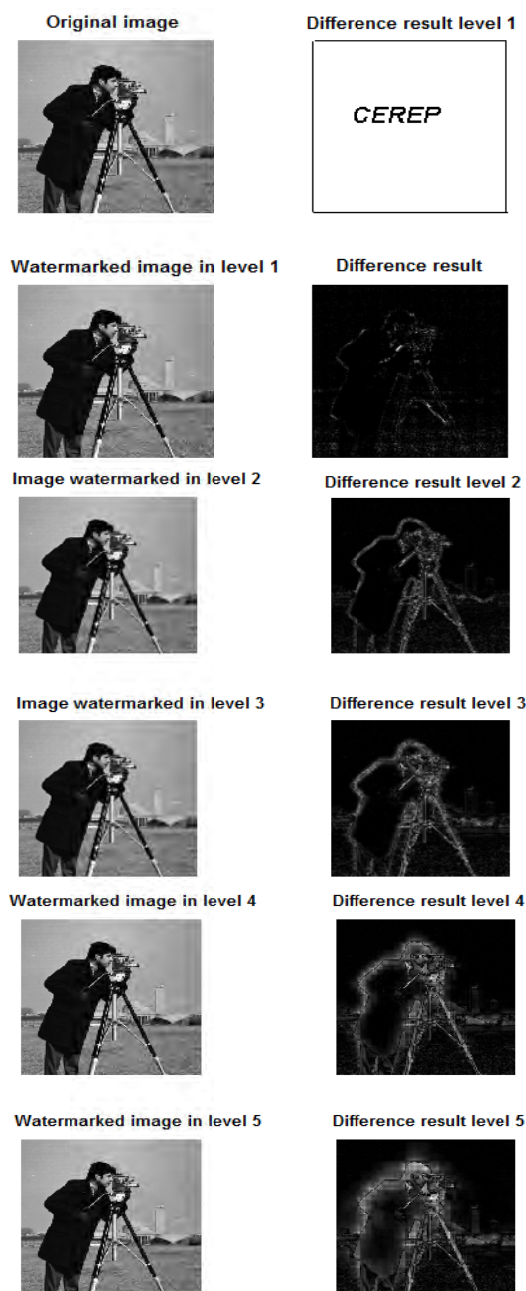 Original image
Difference result level 1
CEREP
Watermarked image in level 1
Difference result
Image watermarked in level 2
Difference result level 2
Image watermarked in level 3
Difference result level 3
Watermarked image in level 4
Difference result level 4
Watermarked image in level 5
Difference result level 5